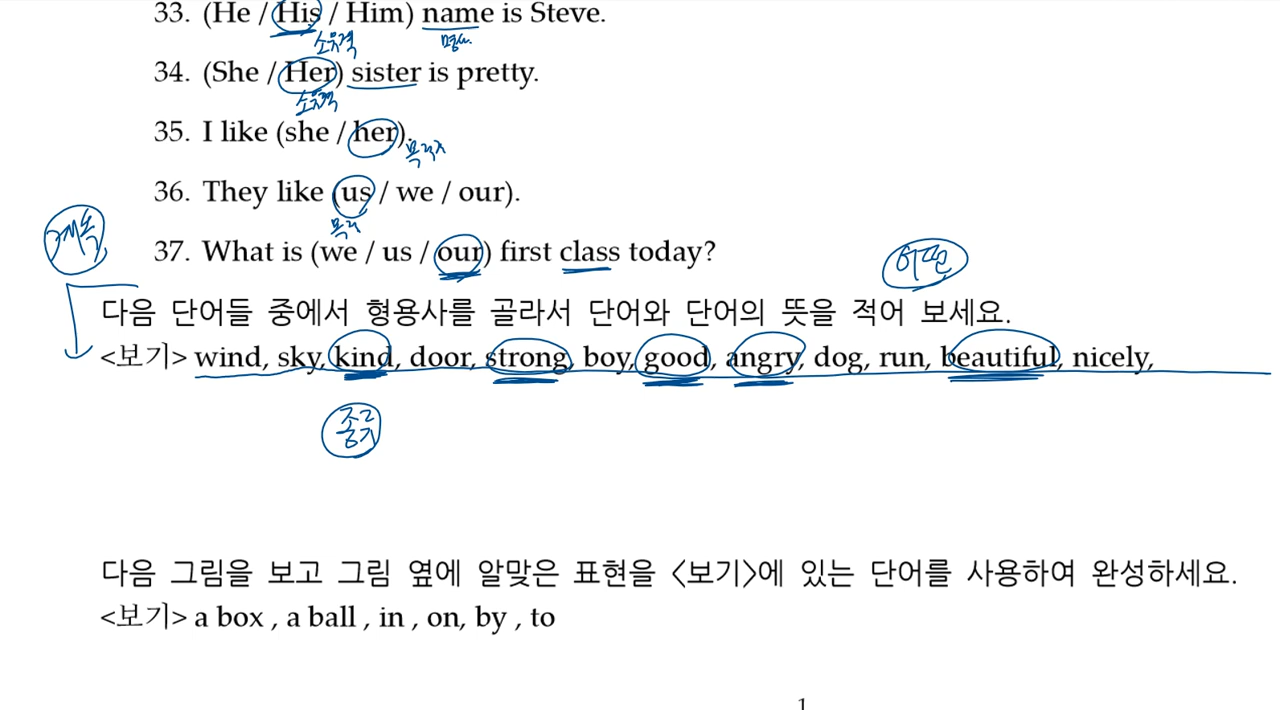 33. (He / His / Him) name is Steve.
소유격 명사.
34. (She / Her) sister is pretty.
소유격
35. I like (she / her).
목적격
36. They like (us / we / our).
목적
37. What is (we / us / our) first class today?
어떤
다음 단어들 중에서 형용사를 골라서 단어와 단어의 뜻을 적어 보세요.
<보기> wind, sky, kind, door, strong, boy, good, angry, dog, run, beautiful, nicely,
다음 그림을 보고 그림 옆에 알맞은 표현을 <보기>에 있는 단어를 사용하여 완성하세요.
<보기> a box , a ball , in , on, by , to
1